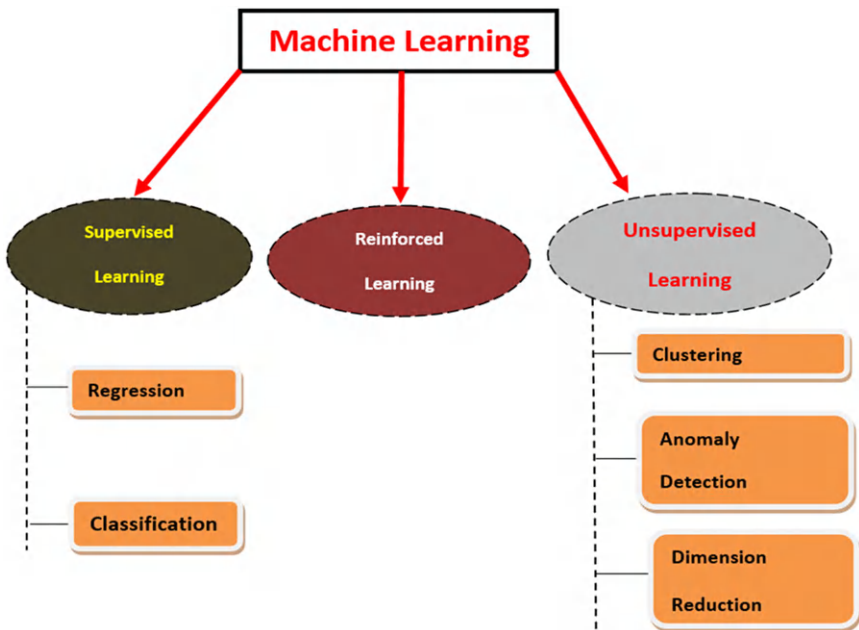 Machine Learning
Supervised
Learning
Reinforced
Learning
Unsupervised
Learning
Regression
Classification
Clustering
Anomaly
Detection
Dimension
Reduction